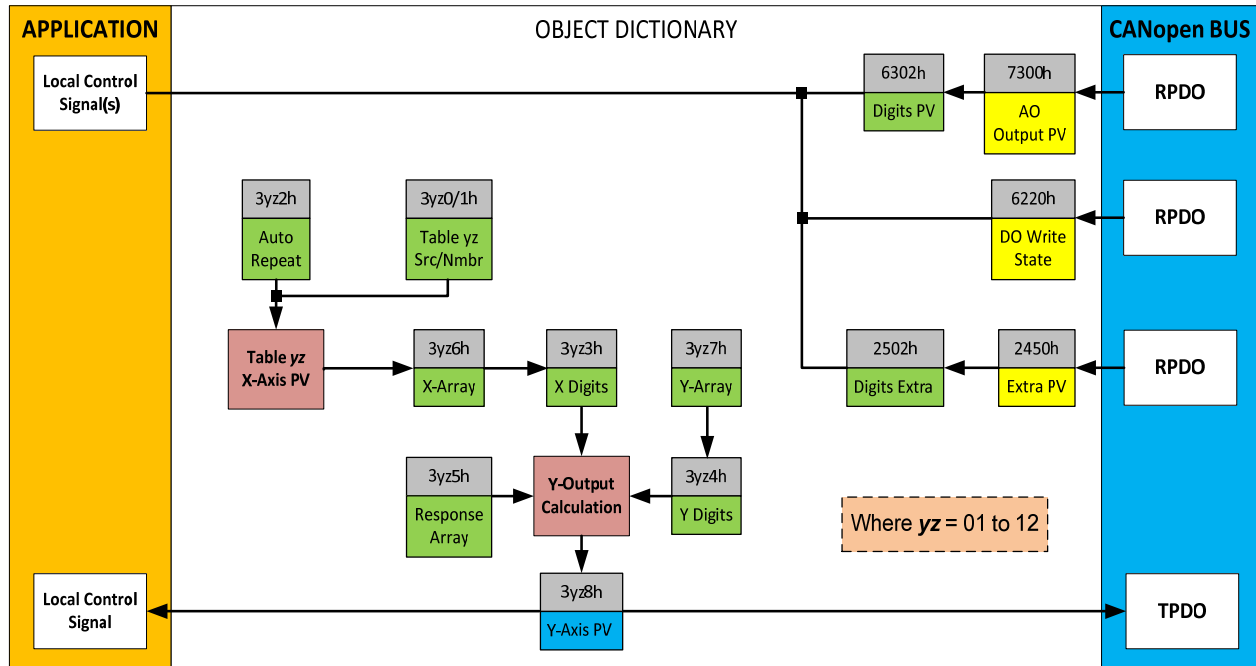 APPLICATION
OBJECT DICTIONARY
CANopen BUS
Local Control
Signal(s)
6302h
Digits PV
7300h
AO
Output PV
RPDO
3yz2h
Auto
Repeat
3yz0/1h
Table yz
Src/Nmbr
6220h
DO Write
State
RPDO
Table yz
X-Axis PV
3yz6h
X-Array
3yz3h
X Digits
3yz7h
Y-Array
2502h
Digits Extra
2450h
Extra PV
RPDO
3yz5h
Response
Array
Y-Output
Calculation
3yz4h
Y Digits
Where yz = 01 to 12
Local Control
Signal
3yz8h
Y-Axis PV
TPDO